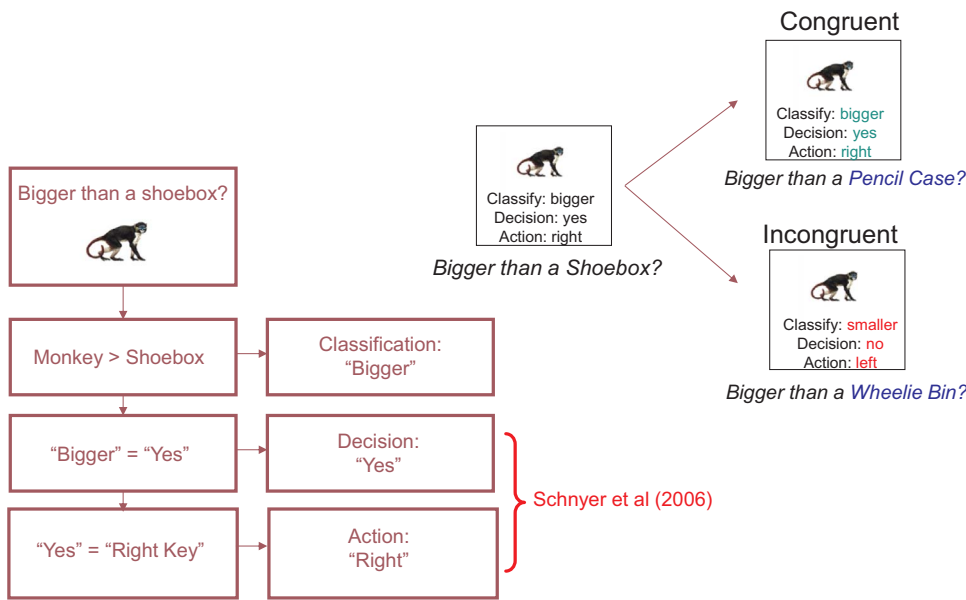 Bigger than a shoebox?
Monkey > Shoebox
Classification:
“Bigger”
“Bigger” = “Yes”
Decision:
“Yes”
“Yes” = “Right Key”
Action:
“Right”
Schnyer et al (2006)
Classify: bigger
Decision: yes
Action: right
Bigger than a Shoebox?
Congruent
Classify: bigger
Decision: yes
Action: right
Bigger than a Pencil Case?
Incongruent
Classify: smaller
Decision: no
Action: left
Bigger than a Wheelie Bin?